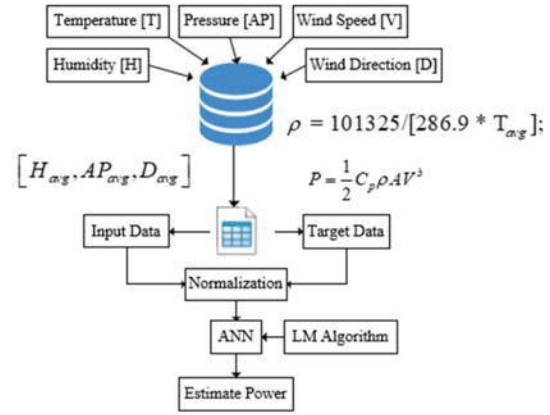 Temperature [T] Pressure [AP] Wind Speed [V]
Humidity [H] Wind Direction [D]
ρ = 101325/[286.9 * T_avg];
[H_avg, AP_avg, D_avg]
P = 1/2 C_p ρAV³
Input Data Target Data
Normalization
ANN LM Algorithm
Estimate Power